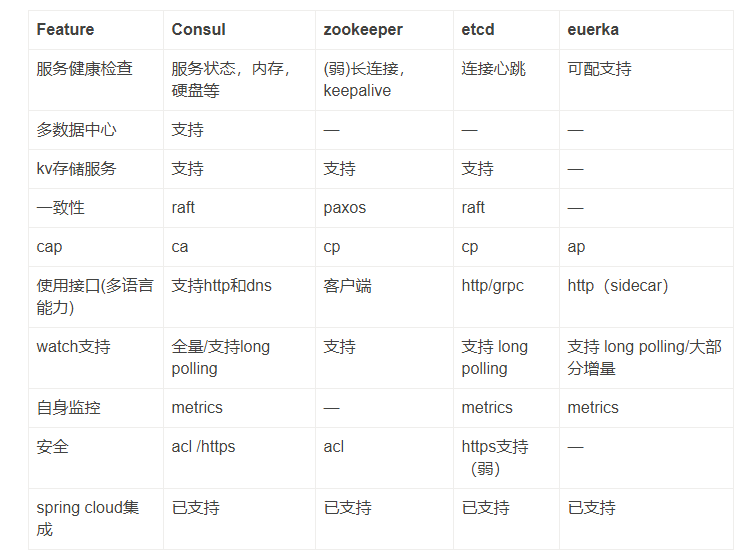 Feature Consul zookeeper etcd euerka
服务健康检查 服务状态，内存， (弱)长连接， 连接心跳 可配支持
硬盘等 keepalive
多数据中心 支持 — — —
kv存储服务 支持 支持 支持 —
一致性 raft paxos raft —
cap ca cp cp ap
使用接口(多语言 支持http和dns 客户端 http/grpc http（sidecar）
能力)
watch支持 全量/支持long 支持 支持 long 支持 long polling/大部
polling polling 分增量
自身监控 metrics — metrics metrics
安全 acl /https acl https支持 —
（弱）
spring cloud集 已支持 已支持 已支持 已支持
成